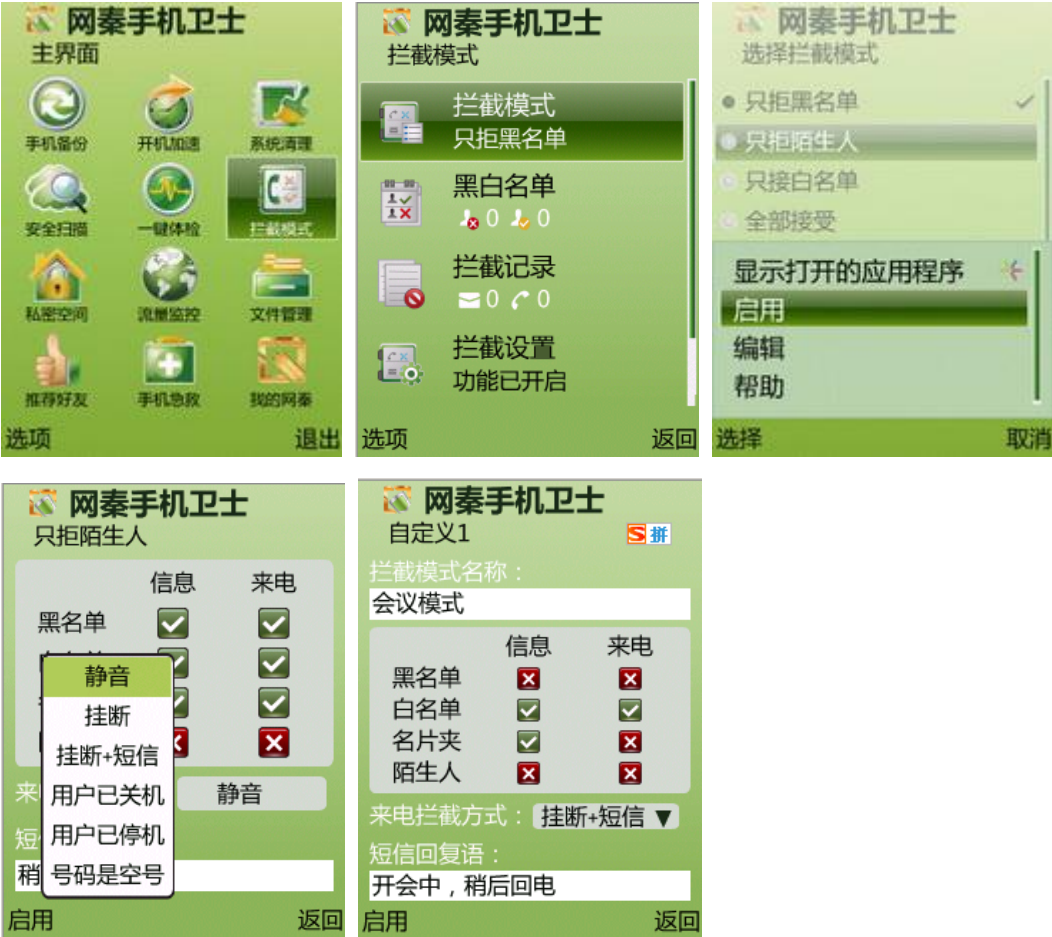 网秦手机卫士
主界面
手机备份 开机加速 系统清理
安全扫描 一键体检 拦截模式
私密空间 流量监控 文件管理
推荐好友 手机急救 我的网秦
选项 退出
网秦手机卫士
拦截模式
拦截模式
只拒黑名单
黑白名单
0 0
拦截记录
0 0
拦截设置
功能已开启
选项 返回
网秦手机卫士
选择拦截模式
只拒黑名单
只拒陌生人
只接白名单
全部接受
显示打开的应用程序
启用
编辑
帮助
选择 取消
网秦手机卫士
只拒陌生人
信息 来电
黑名单
静音
挂断
挂断+短信
用户已关机
用户已停机
号码是空号
来 静音
短
稍
启用 返回
网秦手机卫士
自定义1 S 拼
拦截模式名称：
会议模式
信息 来电
黑名单
白名单
名片夹
陌生人
来电拦截方式： 挂断+短信 ▼
短信回复语：
开会中，稍后回电
启用 返回